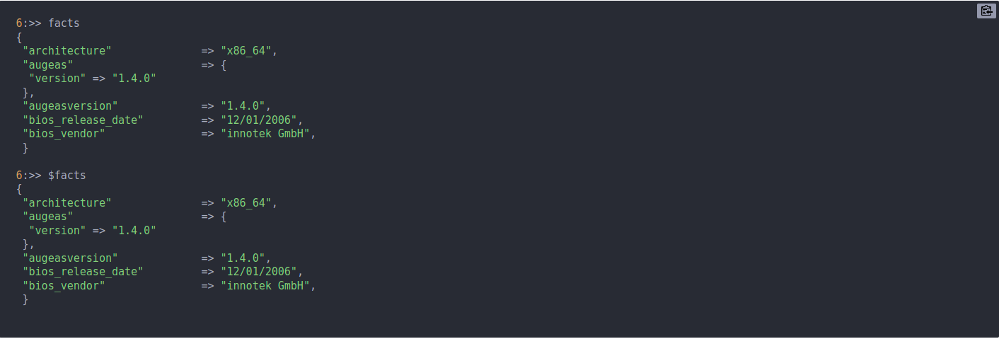 6:>> facts
{
 "architecture"              => "x86_64",
 "augeas"                    => {
  "version" => "1.4.0"
 },
 "augeasversion"             => "1.4.0",
 "bios_release_date"         => "12/01/2006",
 "bios_vendor"               => "innotek GmbH",
 }
6:>> $facts
{
 "architecture"              => "x86_64",
 "augeas"                    => {
  "version" => "1.4.0"
 },
 "augeasversion"             => "1.4.0",
 "bios_release_date"         => "12/01/2006",
 "bios_vendor"               => "innotek GmbH",
 }